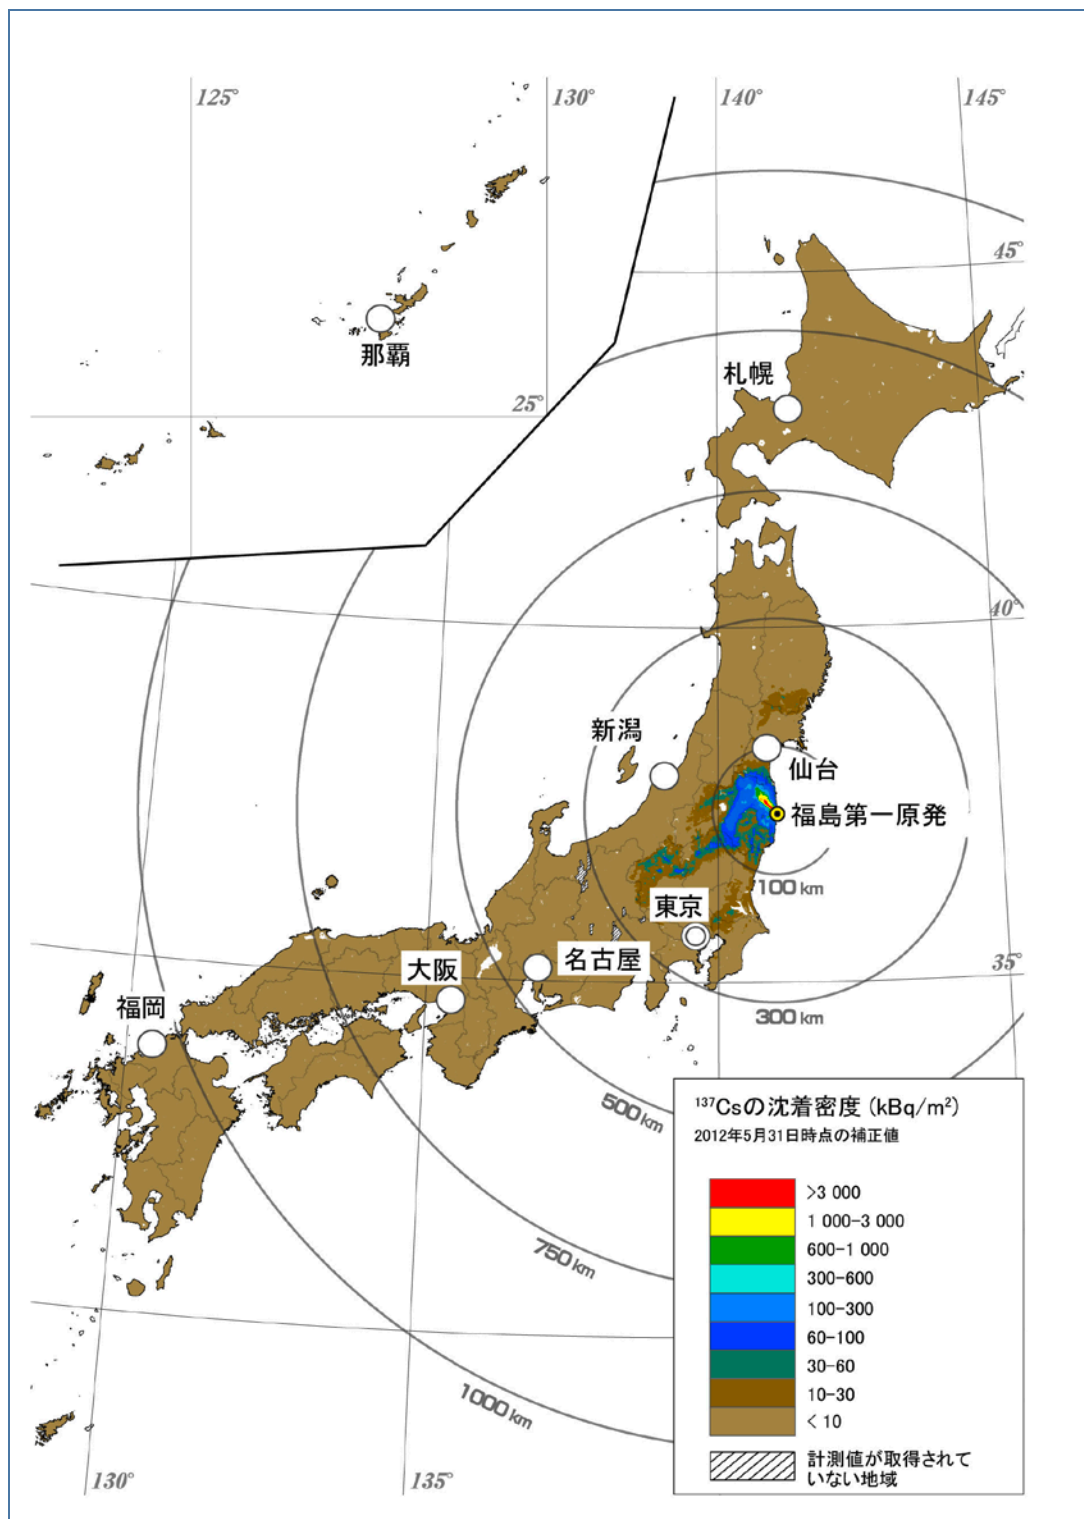 125°
130°
140°
145°
45°
那覇
札幌
25°
40°
新潟
仙台
福島第一原発
100 km
東京
名古屋
大阪
35°
福岡
300 km
500 km
750 km
1000 km
130°
135°
¹³⁷Csの沈着密度 (kBq/m²)
2012年5月31日時点の補正値
>3 000
1 000-3 000
600-1 000
300-600
100-300
60-100
30-60
10-30
< 10
計測値が取得されて
いない地域